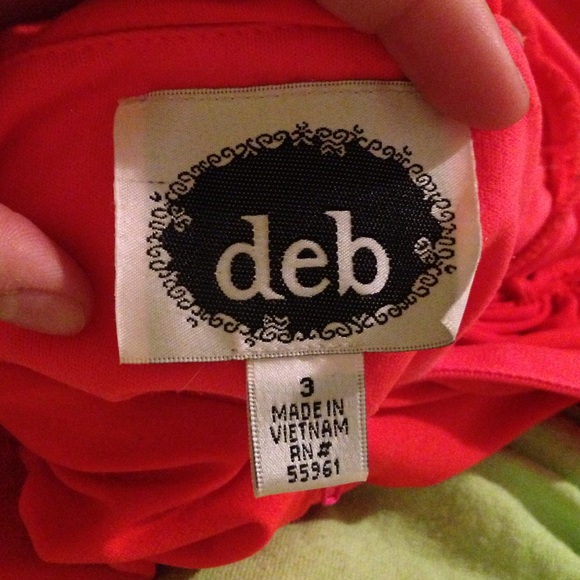 deb
3
MADE IN
VIETNAM
RN#
55961